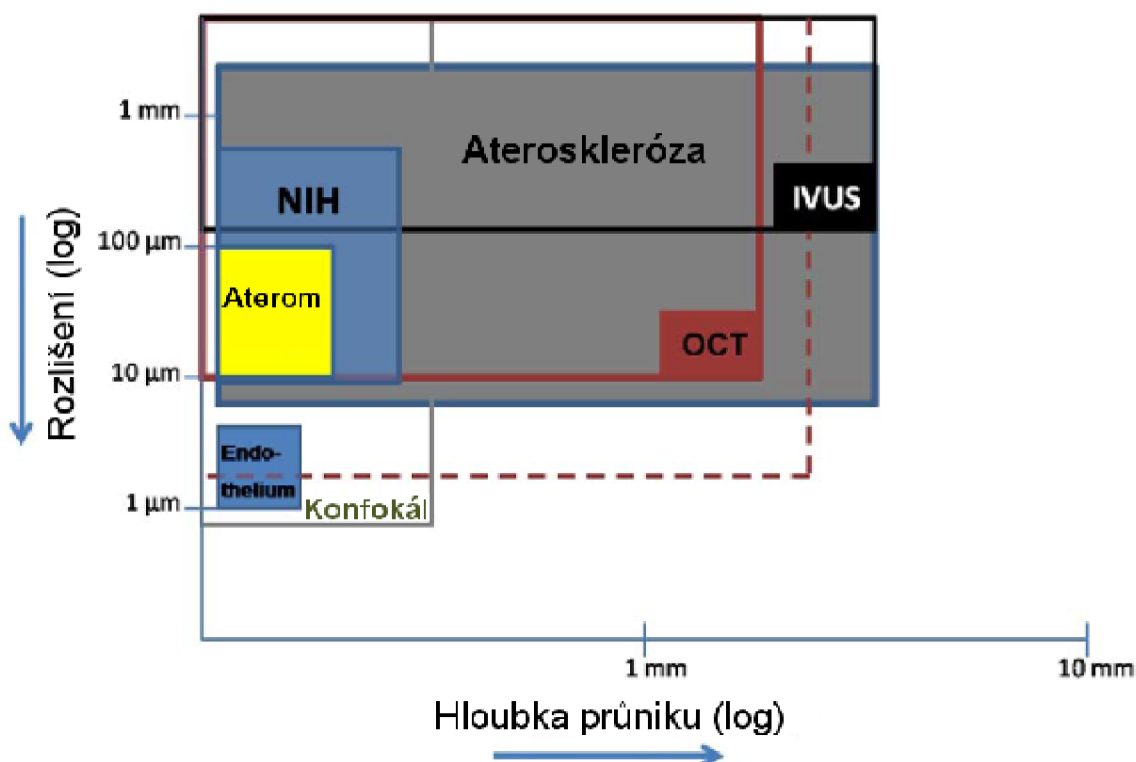 1 mm
Ateroskleróza
NIH
IVUS
100 µm
Aterom
OCT
10 µm
Endo-
thelium
1 µm
Konfokál
Rozlišení (log)
1 mm
10 mm
Hloubka průniku (log)